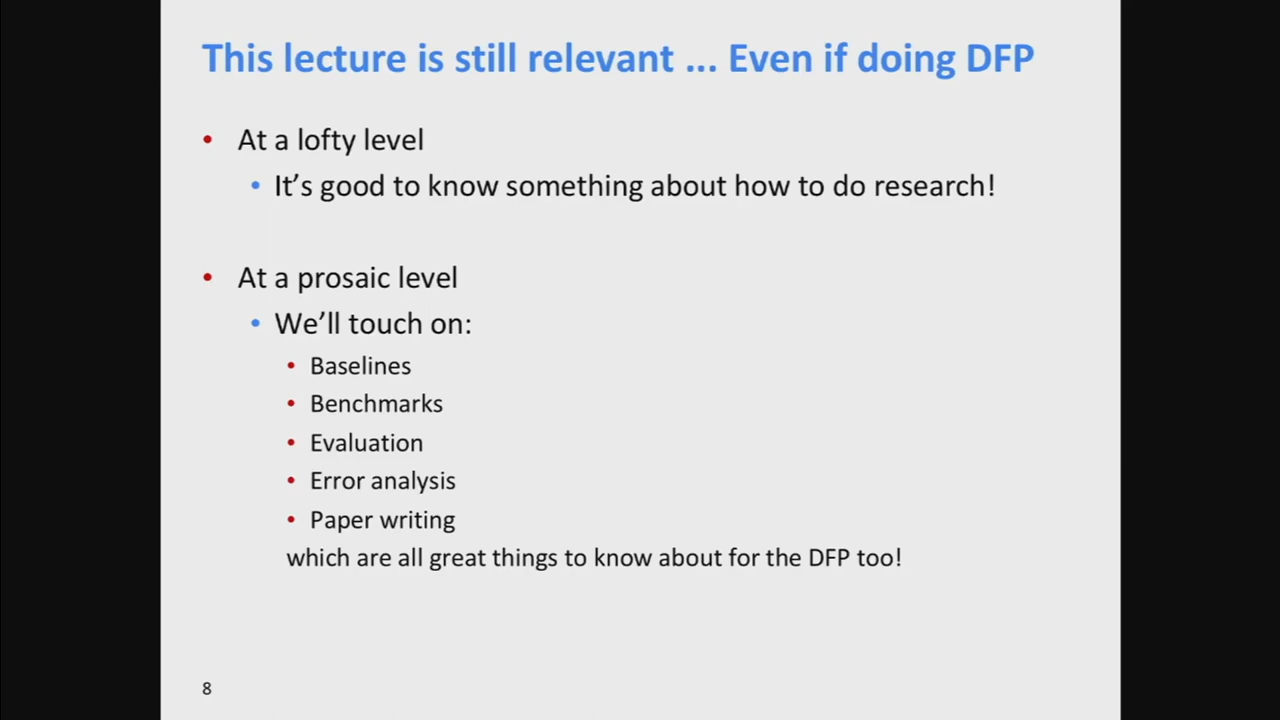 This lecture is still relevant ... Even if doing DFP
• At a lofty level
• It’s good to know something about how to do research!
• At a prosaic level
• We’ll touch on:
• Baselines
• Benchmarks
• Evaluation
• Error analysis
• Paper writing
which are all great things to know about for the DFP too!
8